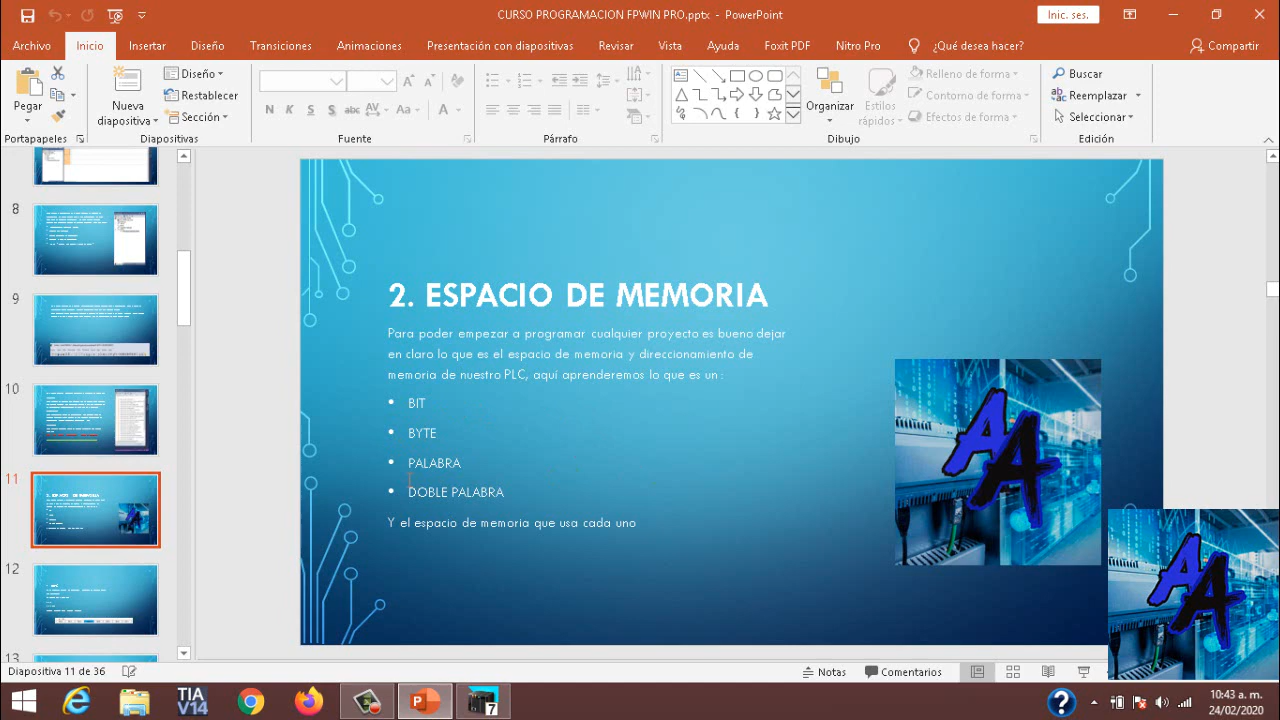 CURSO PROGRAMACION FPWIN PRO.pptx - PowerPoint
Inic. ses.
Archivo Inicio Insertar Diseño Transiciones Animaciones Presentación con diapositivas Revisar Vista Ayuda Foxit PDF Nitro Pro ¿Qué desea hacer? Compartir
Pegar
Nueva diapositiva
Diseño
Restablecer
Sección
N K S S abc AV Aa A
Organizar
Estilos rápidos
Relleno de forma
Contorno de forma
Efectos de forma
Buscar
Reemplazar
Seleccionar
Portapapeles Diapositivas Fuente Párrafo Dibujo Edición
8
9
10
11
12
13
2. ESPACIO DE MEMORIA
Para poder empezar a programar cualquier proyecto es bueno dejar
en claro lo que es el espacio de memoria y direccionamiento de
memoria de nuestro PLC, aquí aprenderemos lo que es un :
• BIT
• BYTE
• PALABRA
• DOBLE PALABRA
Y el espacio de memoria que usa cada uno
AA
AA
Diapositiva 11 de 36
Notas Comentarios
TIA
V14
7
10:43 a. m.
24/02/2020